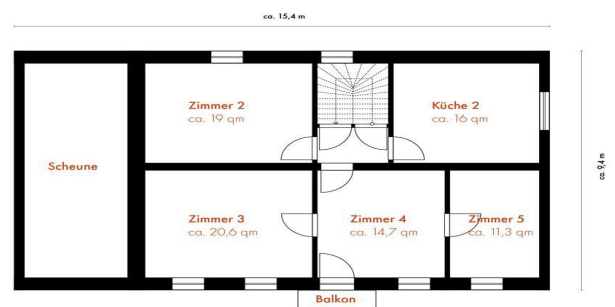 ca. 15,4 m
Zimmer 2
ca. 19 qm
Küche 2
ca. 16 qm
Scheune
ca. 9,4 m
Zimmer 3
ca. 20,6 qm
Zimmer 4
ca. 14,7 qm
Zimmer 5
ca. 11,3 qm
Balkon